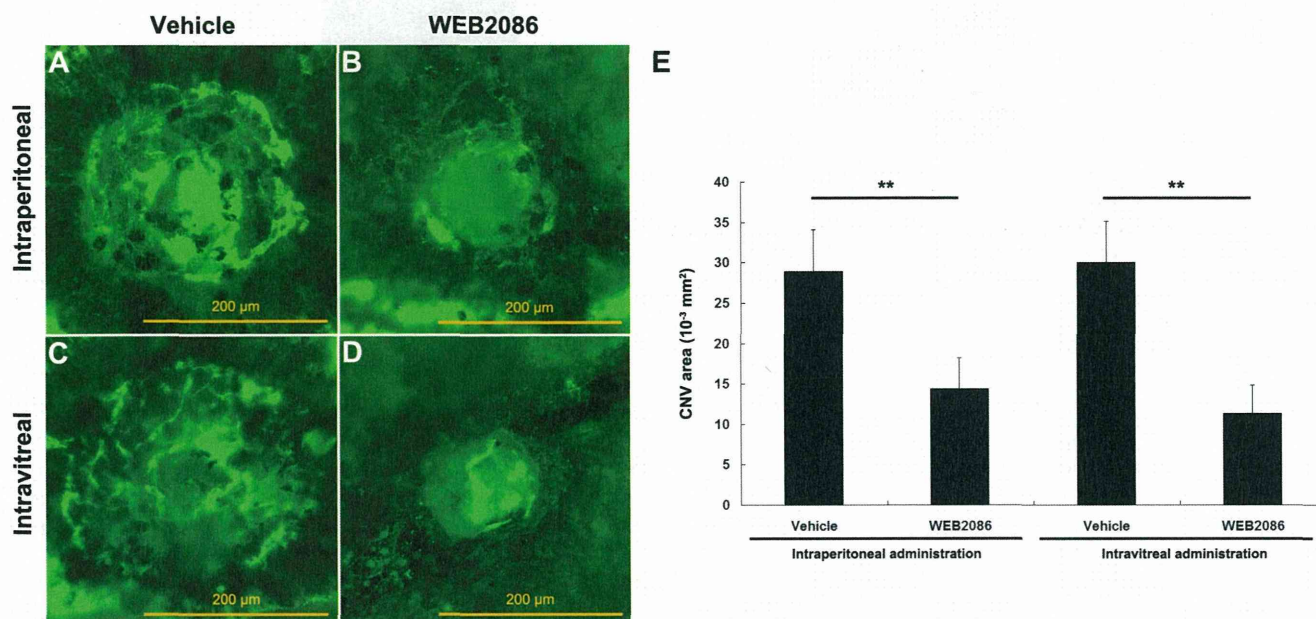 Vehicle WEB2086
Intraperitoneal
A
B
200 µm
200 µm
Intravitreal
C
D
200 µm
200 µm
E
CNV area (10⁻³ mm²)
40
35
30
25
20
15
10
5
0
** **
Vehicle WEB2086 Vehicle WEB2086
Intraperitoneal administration Intravitreal administration